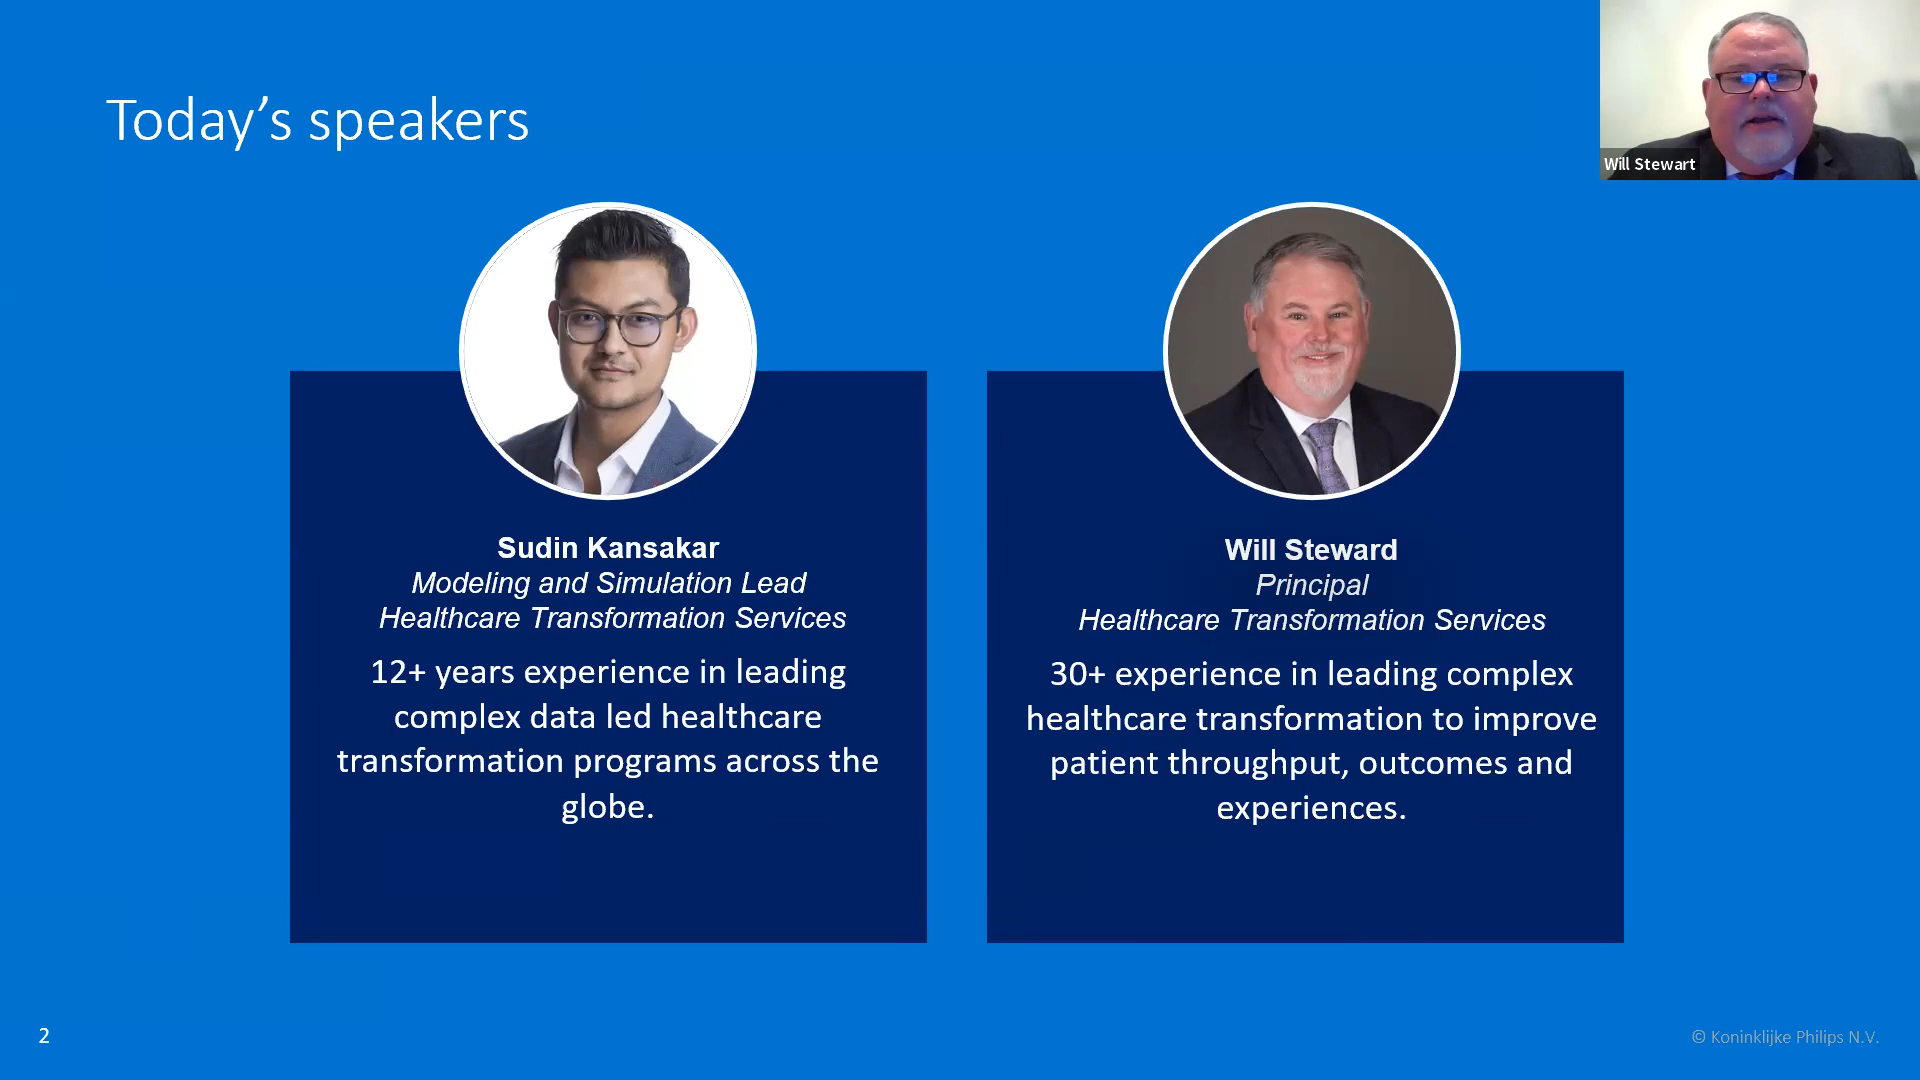 Today’s speakers
Will Stewart
Sudin Kansakar
Modeling and Simulation Lead
Healthcare Transformation Services
12+ years experience in leading
complex data led healthcare
transformation programs across the
globe.
Will Steward
Principal
Healthcare Transformation Services
30+ experience in leading complex
healthcare transformation to improve
patient throughput, outcomes and
experiences.
2
© Koninklijke Philips N.V.